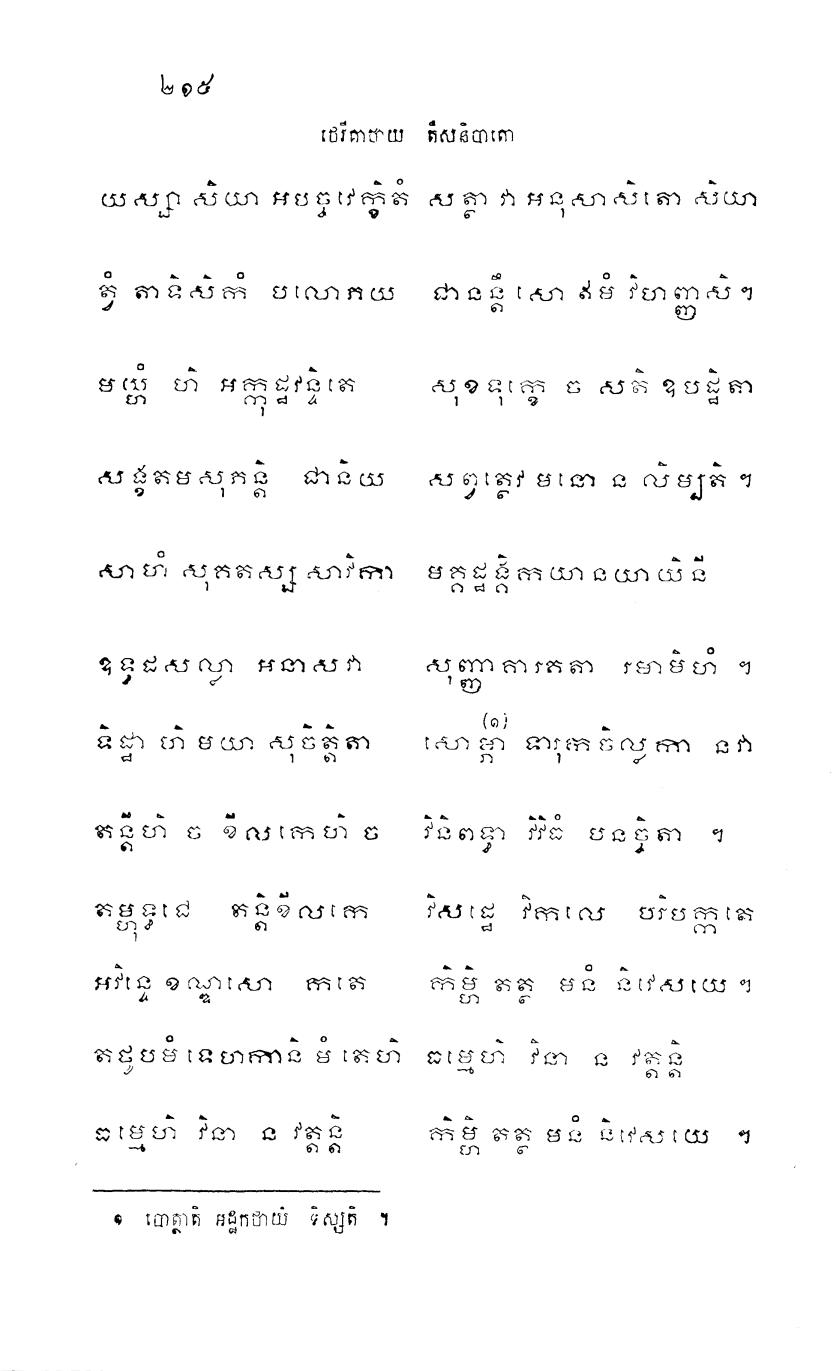 ២១៥
ថេរីគាថាយ តឹសនិបាតោ
យស្សា សិយា អបច្ចវេក្ខិតំ សត្ថា វា អនុសាសិតោ សិយា
ត្វំ តាទិសិកំ បលោភយ ជានន្តឹ សោ ឥមំ វិហញ្ញសិ។
មយ្ហំ ហិ អក្កុដ្ឋវន្ទិតេ សុខទុក្ខេ ច សតិ ឧបដ្ឋិតា
សង្ខតមសុភន្តិ ជានិយ សព្វត្ថេវ មនោ ន លិម្បតិ ។
សាហំ សុគតស្ស សាវិកា មគ្គដ្ឋង្គិកយានយាយិនី
ឧទ្ធដសល្លា អនាសវា សុញ្ញាគារគតា រមាមិហំ ។
ទិដ្ឋា ហិ មយា សុចិត្តិតា សោម្ភា (១) ទារុកចិល្លកា នវា
តន្តីហិ ច ខីលកេហិ ច វិនិពទ្ធា វិវិធំ បនច្ចិតា ។
តម្ហុទ្ធដេ តន្តិខីលកេ វិសដ្ឋេ វិកលេ បរិបក្កតេ
អវិន្ទេ ខណ្ឌសោ កតេ កិម្ហិ តត្ថ មនំ និវេសយេ ។
តថូបមំ ទេហកានិ មំ តេហិ ធម្មេហិ វិនា ន វត្តន្តិ
ធម្មេហិ វិនា ន វត្តន្តិ កិម្ហិ តត្ថ មនំ និវេសយេ ។
១ បោត្ថាតិ អដ្ឋកថាយំ ទិស្សតិ ។